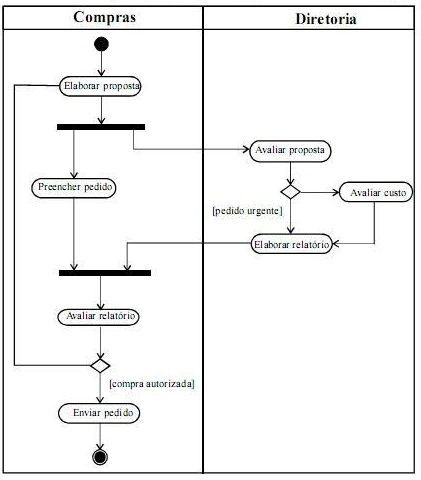 Compras
Diretoria
Elaborar proposta
Avaliar proposta
Preencher pedido
Avaliar custo
[pedido urgente]
Elaborar relatório
Avaliar relatório
[compra autorizada]
Enviar pedido